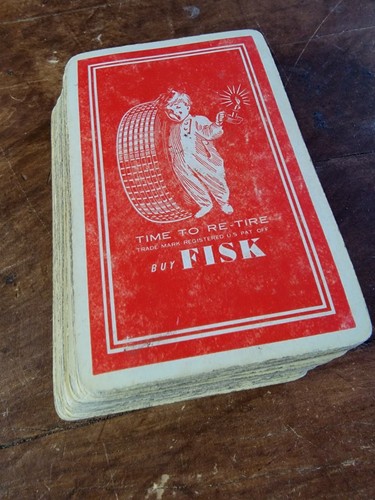 TIME TO RE-TIRE
TRADE MARK REGISTERED U.S. PAT. OFF.
BUY FISK